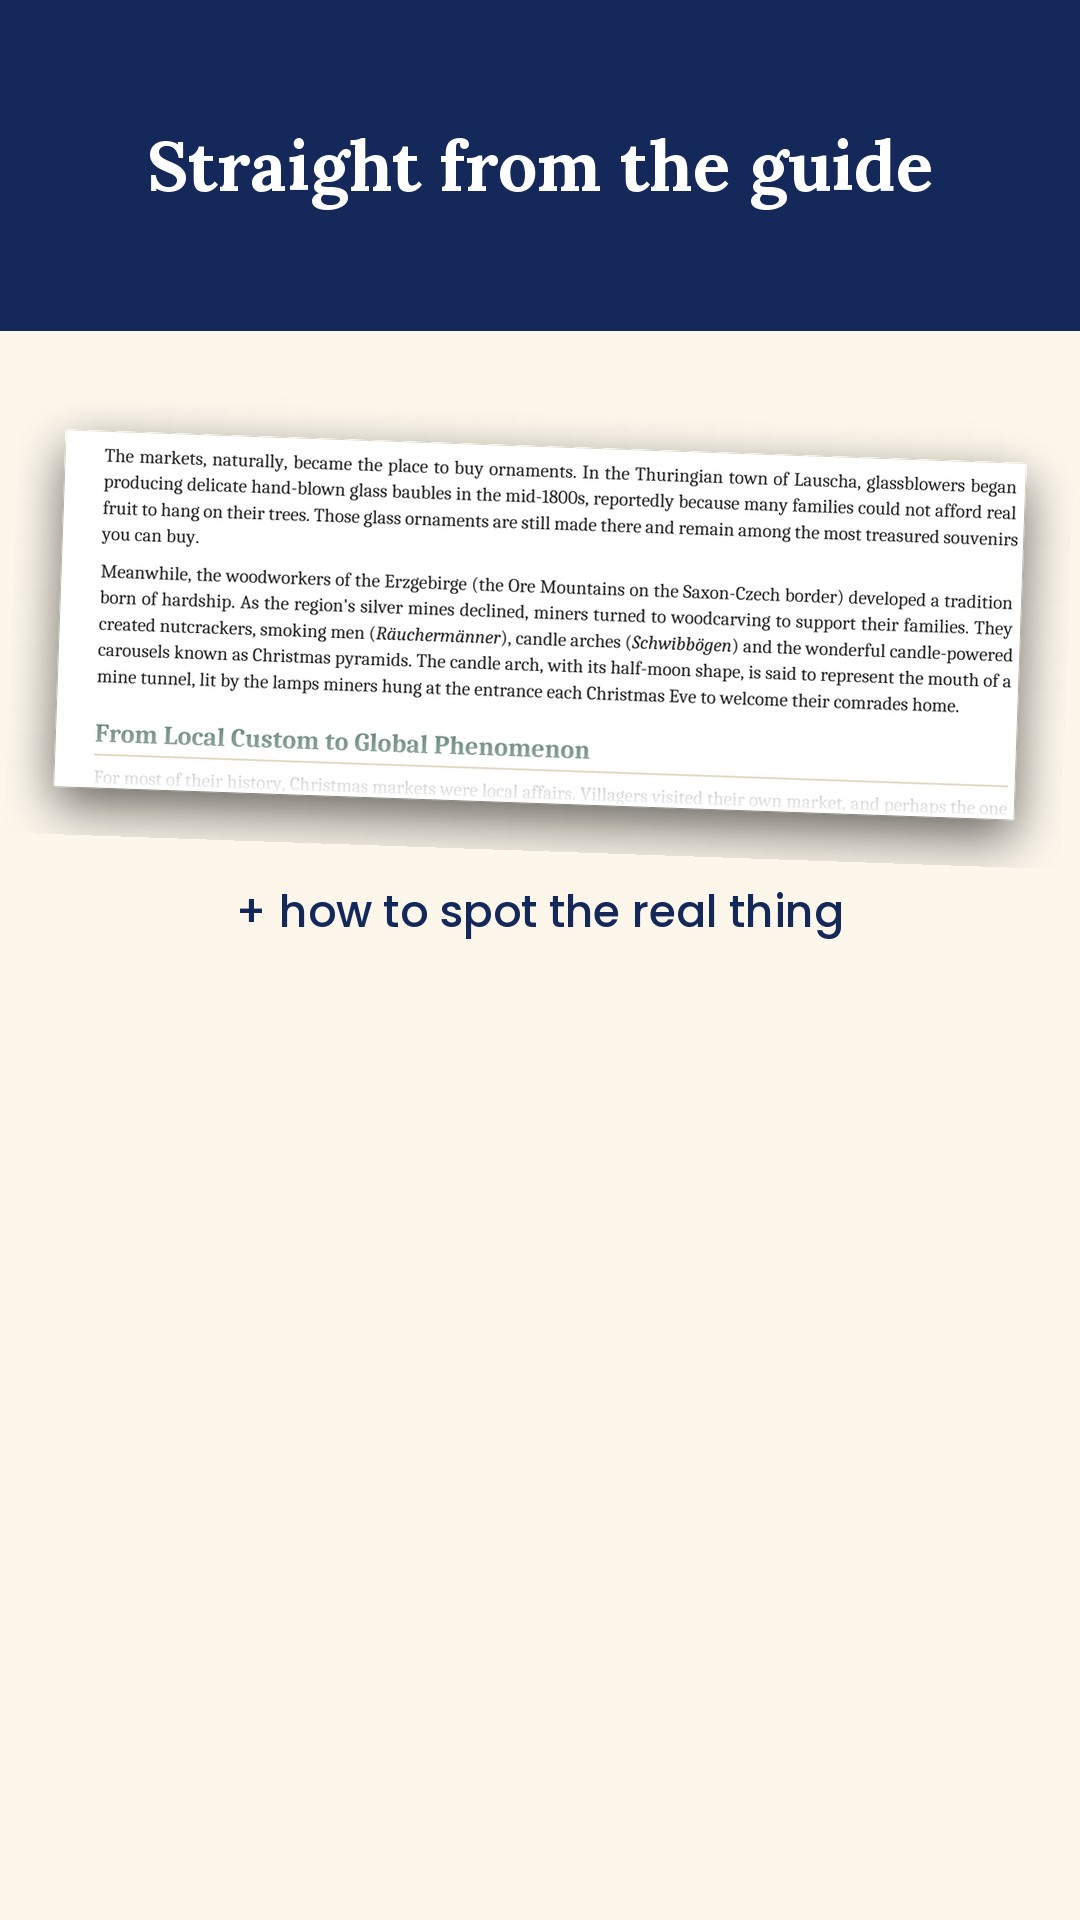 Straight from the guide
The markets, naturally, became the place to buy ornaments. In the Thuringian town of Lauscha, glassblowers began
producing delicate hand-blown glass baubles in the mid-1800s, reportedly because many families could not afford real
fruit to hang on their trees. Those glass ornaments are still made there and remain among the most treasured souvenirs
you can buy.
Meanwhile, the woodworkers of the Erzgebirge (the Ore Mountains on the Saxon-Czech border) developed a tradition
born of hardship. As the region's silver mines declined, miners turned to woodcarving to support their families. They
created nutcrackers, smoking men (Räuchermänner), candle arches (Schwibbögen) and the wonderful candle-powered
carousels known as Christmas pyramids. The candle arch, with its half-moon shape, is said to represent the mouth of a
mine tunnel, lit by the lamps miners hung at the entrance each Christmas Eve to welcome their comrades home.
From Local Custom to Global Phenomenon
For most of their history, Christmas markets were local affairs. Villagers visited their own market, and perhaps the one
+ how to spot the real thing